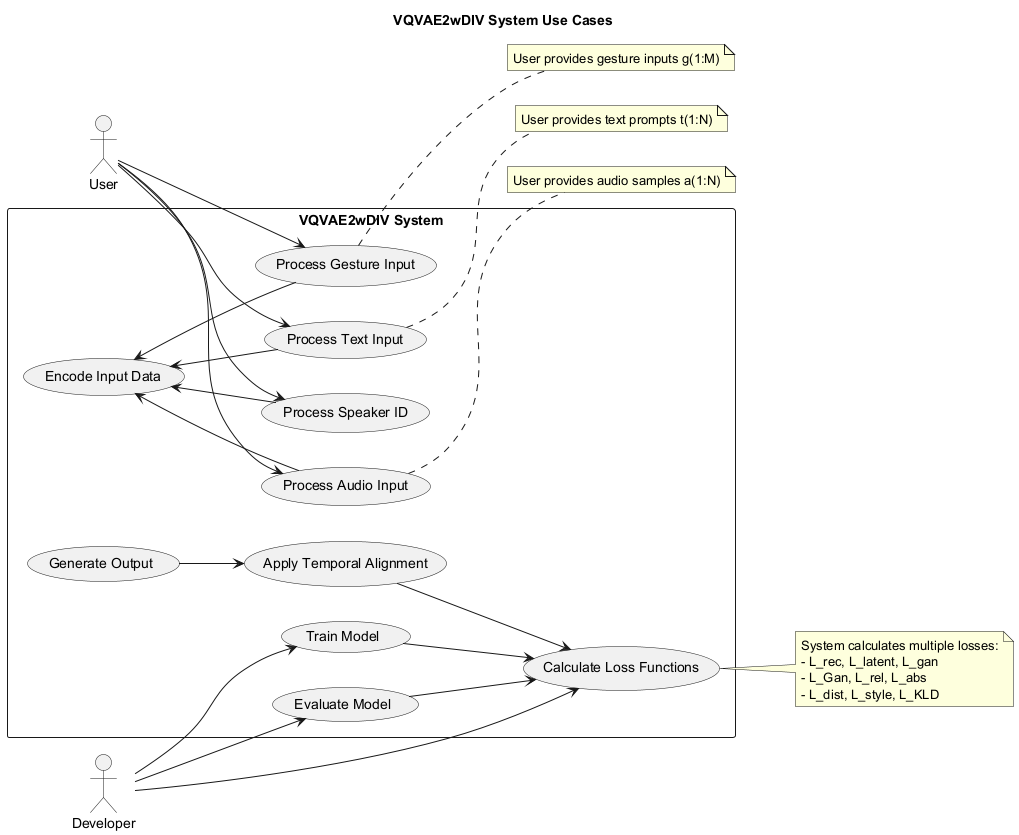 VQVAE2wDIV System Use Cases
User provides gesture inputs g(1:M)
User provides text prompts t(1:N)
User provides audio samples a(1:N)
User
VQVAE2wDIV System
Process Gesture Input
Process Text Input
Encode Input Data
Process Speaker ID
Process Audio Input
Generate Output
Apply Temporal Alignment
Train Model
Calculate Loss Functions
Evaluate Model
System calculates multiple losses:
- L_rec, L_latent, L_gan
- L_Gan, L_rel, L_abs
- L_dist, L_style, L_KLD
Developer